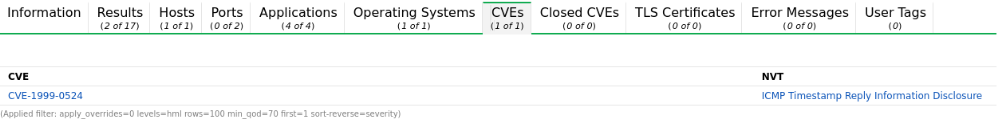 Information Results Hosts Ports Applications Operating Systems CVEs Closed CVEs TLS Certificates Error Messages User Tags
(2 of 17) (1 of 1) (0 of 2) (4 of 4) (1 of 1) (1 of 1) (0 of 0) (0 of 0) (0 of 0) (0)
CVE NVT
CVE-1999-0524 ICMP Timestamp Reply Information Disclosure
(Applied filter: apply_overrides=0 levels=hml rows=100 min_qod=70 first=1 sort-reverse=severity)